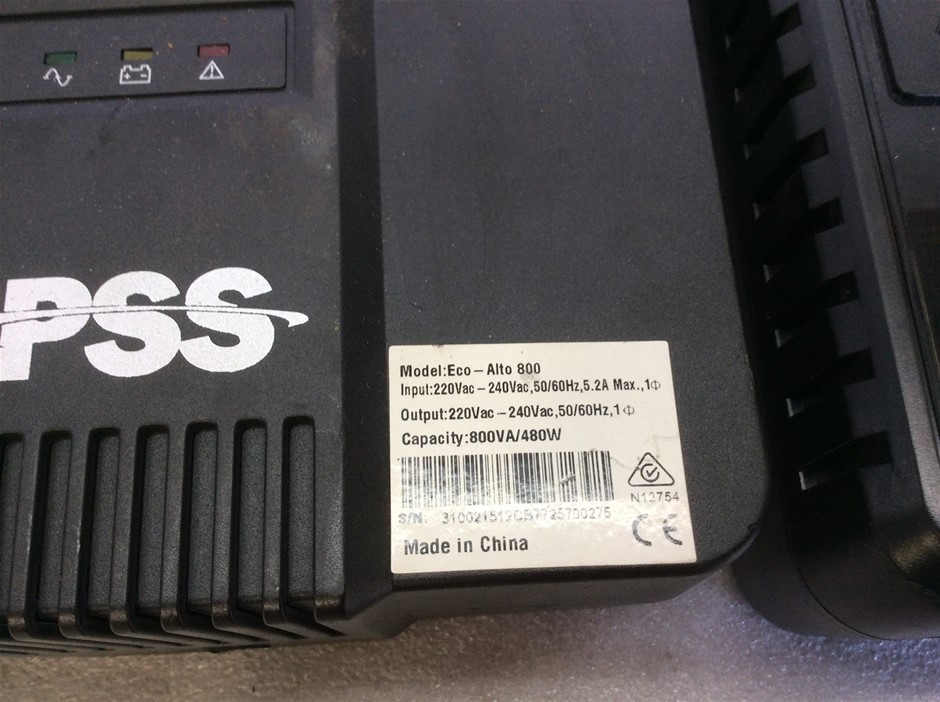 PSS
Model:Eco–Alto 800
Input:220Vac–240Vac,50/60Hz,5.2A Max.,1Φ
Output:220Vac–240Vac,50/60Hz,1Φ
Capacity:800VA/480W
N13754
S/N:
Made in China
CE